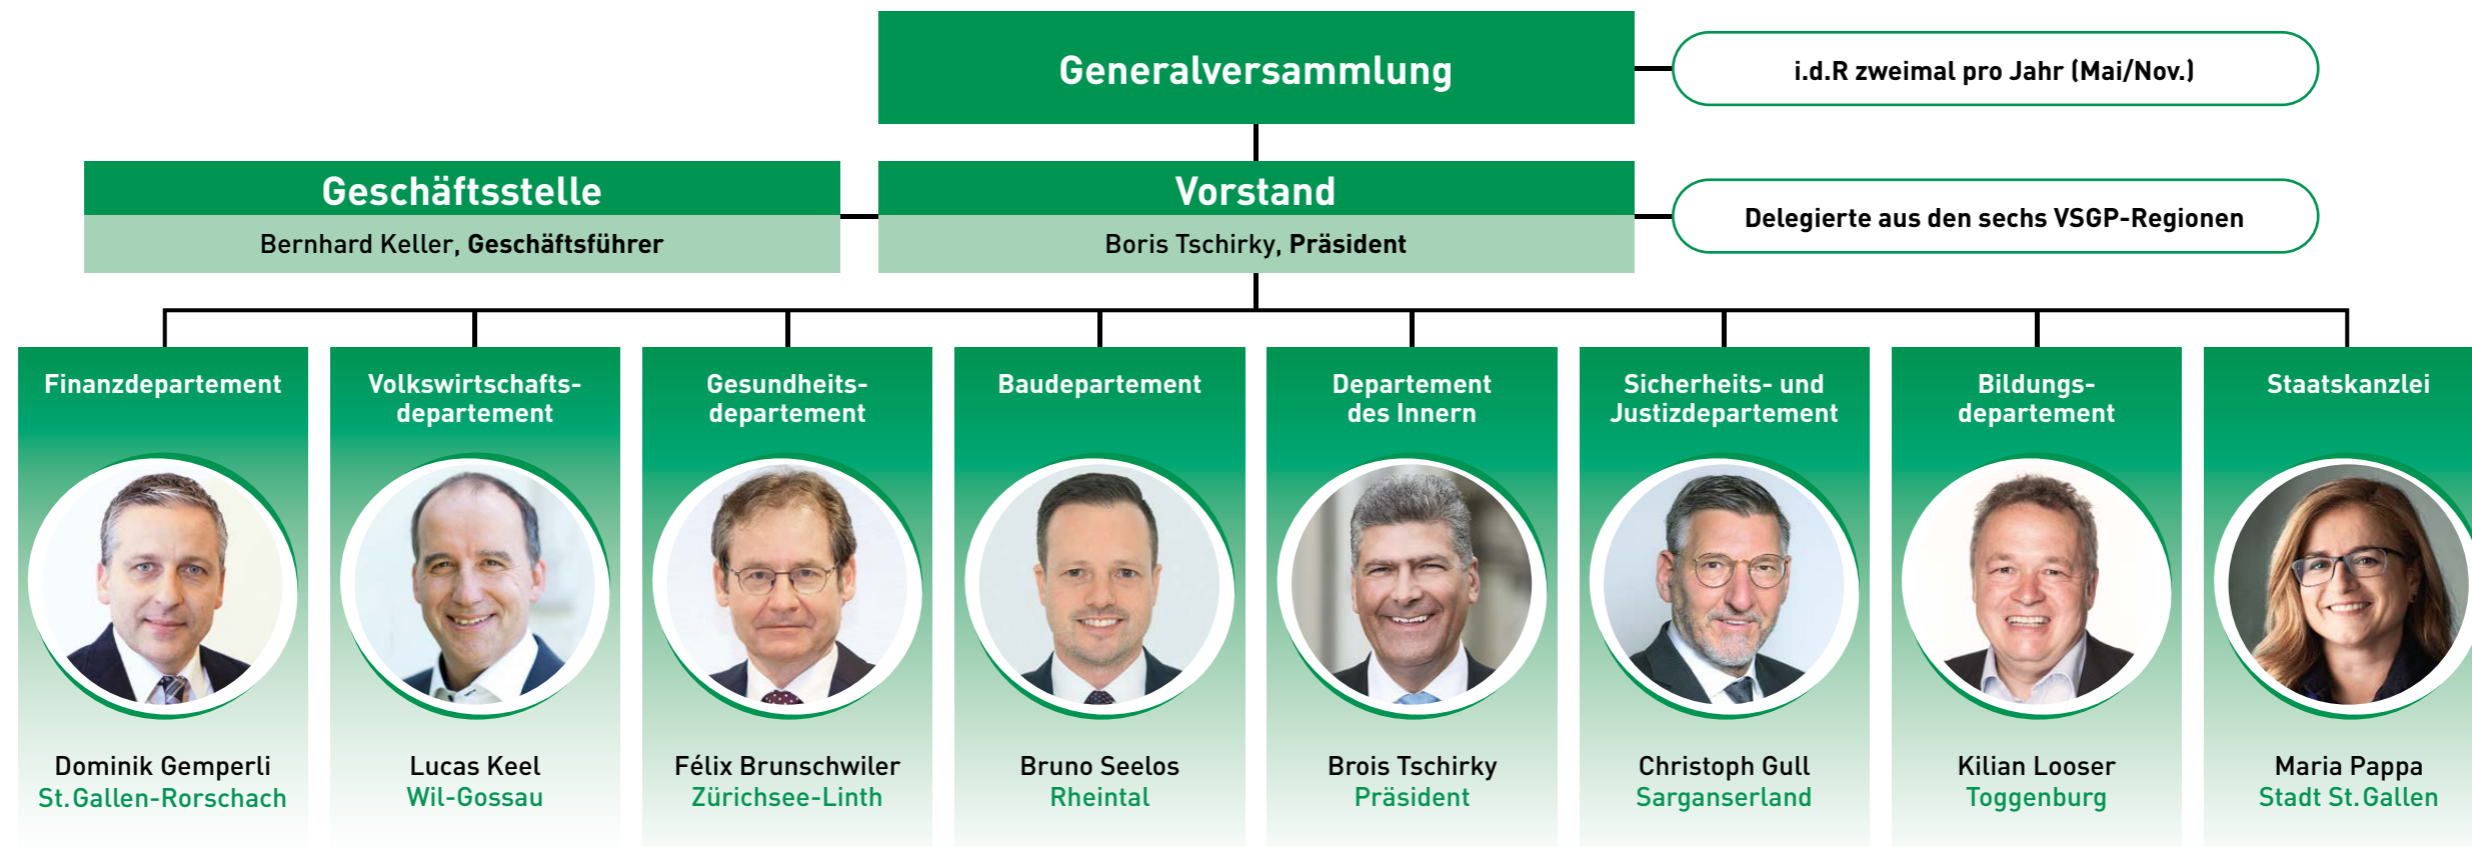 Generalversammlung
i.d.R zweimal pro Jahr (Mai/Nov.)
Geschäftsstelle
Bernhard Keller, Geschäftsführer
Vorstand
Boris Tschirky, Präsident
Delegierte aus den sechs VSGP-Regionen
Finanzdepartement
Dominik Gemperli
St.Gallen-Rorschach
Volkswirtschafts-
departement
Lucas Keel
Wil-Gossau
Gesundheits-
departement
Félix Brunschwiler
Zürichsee-Linth
Baudepartement
Bruno Seelos
Rheintal
Departement
des Innern
Brois Tschirky
Präsident
Sicherheits- und
Justizdepartement
Christoph Gull
Sarganserland
Bildungs-
departement
Kilian Looser
Toggenburg
Staatskanzlei
Maria Pappa
Stadt St.Gallen